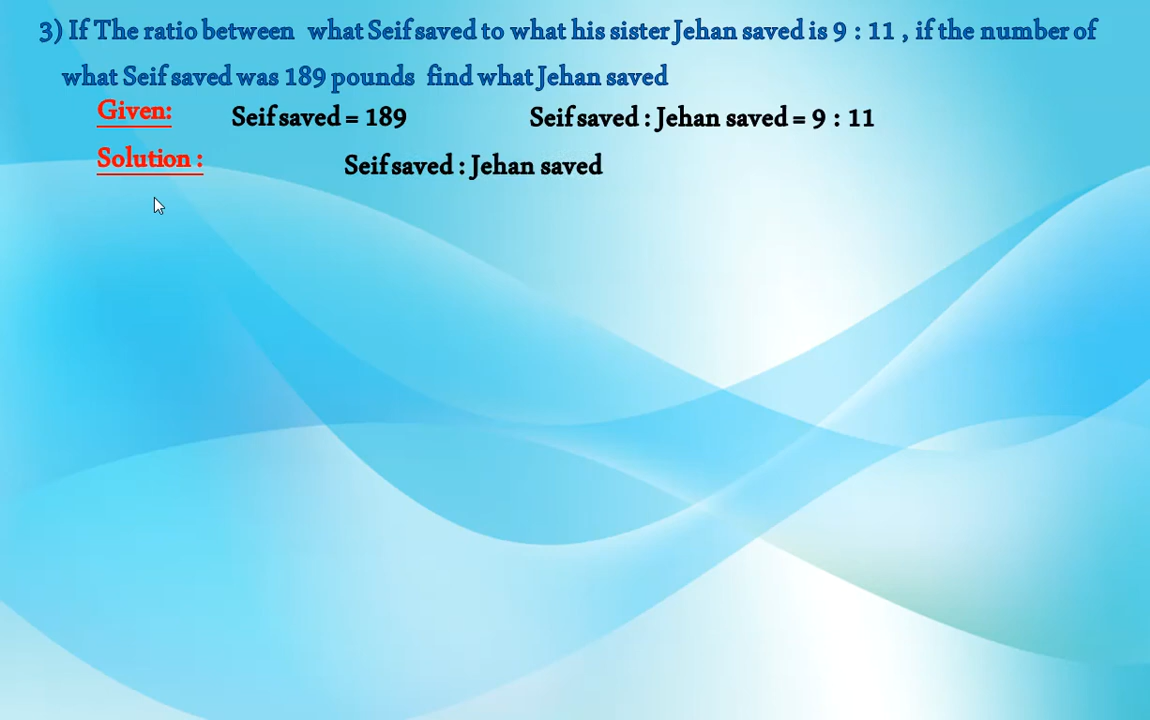 3) If The ratio between what Seif saved to what his sister Jehan saved is 9 : 11 , if the number of
what Seif saved was 189 pounds find what Jehan saved
Given: Seif saved = 189 Seif saved : Jehan saved = 9 : 11
Solution : Seif saved : Jehan saved